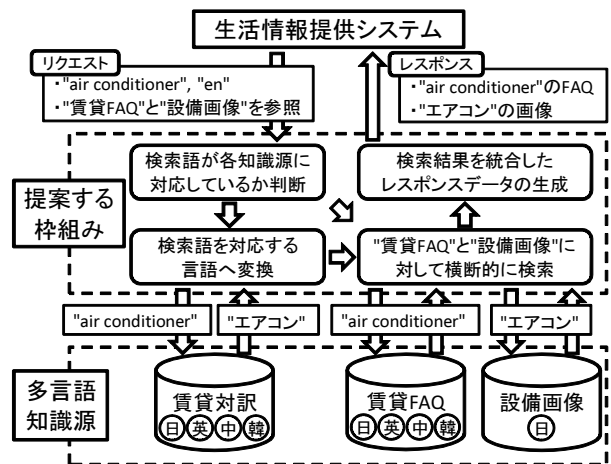 生活情報提供システム
リクエスト
・"air conditioner", "en"
・"賃貸FAQ"と"設備画像"を参照
レスポンス
・"air conditioner"のFAQ
・"エアコン"の画像
提案する
枠組み
検索語が各知識源に
対応しているか判断
検索結果を統合した
レスポンスデータの生成
検索語を対応する
言語へ変換
"賃貸FAQ"と"設備画像"に
対して横断的に検索
"air conditioner"
"エアコン"
"air conditioner"
"エアコン"
多言語
知識源
賃貸対訳
日 英 中 韓
賃貸FAQ
日 英 中 韓
設備画像
日